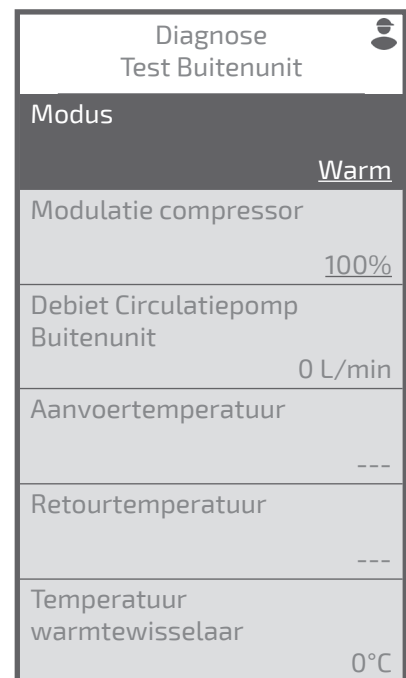 Diagnose
Test Buitenunit
Modus
Warm
Modulatie compressor
100%
Debiet Circulatiepomp
Buitenunit
0 L/min
Aanvoertemperatuur
---
Retourtemperatuur
---
Temperatuur
warmtewisselaar
0°C